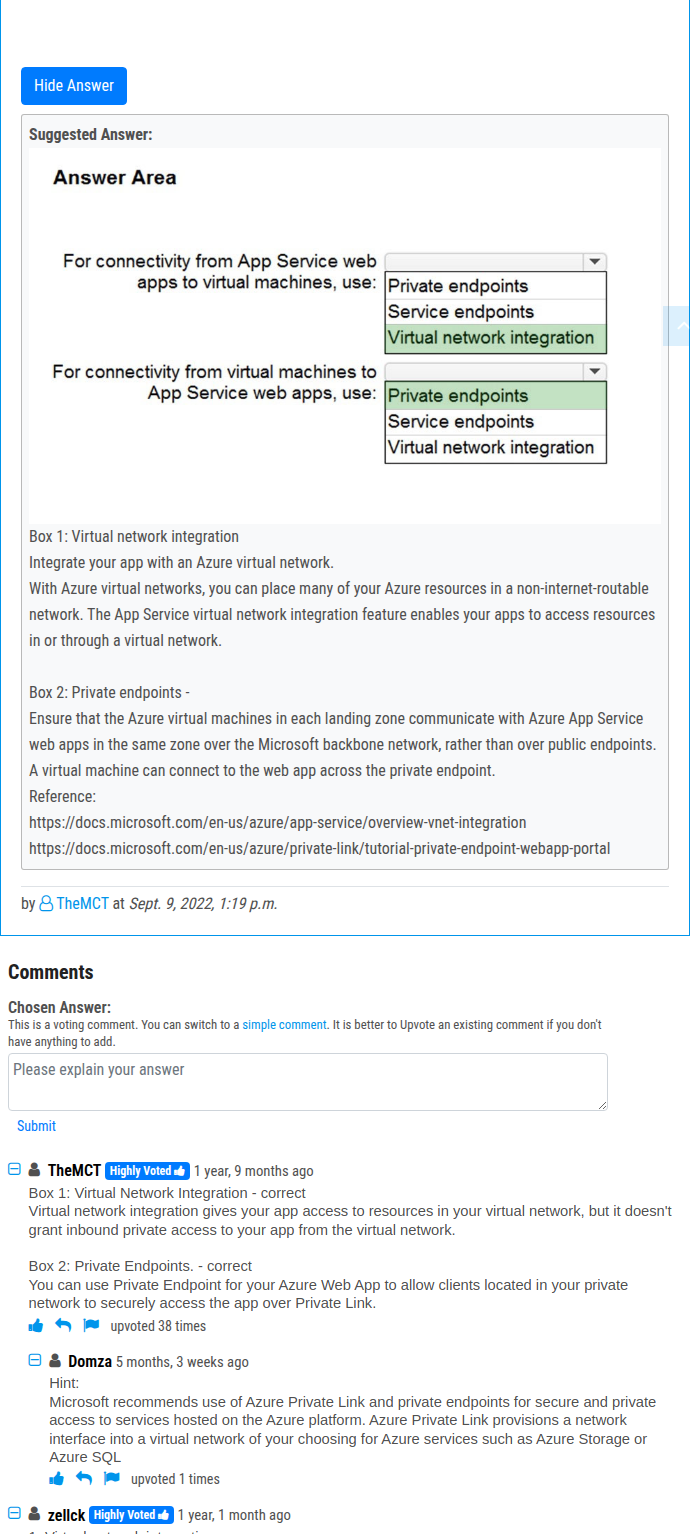 Hide Answer
Suggested Answer:
Answer Area
For connectivity from App Service web
apps to virtual machines, use:
Private endpoints
Service endpoints
Virtual network integration
For connectivity from virtual machines to
App Service web apps, use:
Private endpoints
Service endpoints
Virtual network integration
Box 1: Virtual network integration
Integrate your app with an Azure virtual network.
With Azure virtual networks, you can place many of your Azure resources in a non-internet-routable
network. The App Service virtual network integration feature enables your apps to access resources
in or through a virtual network.
Box 2: Private endpoints -
Ensure that the Azure virtual machines in each landing zone communicate with Azure App Service
web apps in the same zone over the Microsoft backbone network, rather than over public endpoints.
A virtual machine can connect to the web app across the private endpoint.
Reference:
https://docs.microsoft.com/en-us/azure/app-service/overview-vnet-integration
https://docs.microsoft.com/en-us/azure/private-link/tutorial-private-endpoint-webapp-portal
by TheMCT at Sept. 9, 2022, 1:19 p.m.
Comments
Chosen Answer:
This is a voting comment. You can switch to a simple comment. It is better to Upvote an existing comment if you don't
have anything to add.
Please explain your answer
Submit
TheMCT Highly Voted 1 year, 9 months ago
Box 1: Virtual Network Integration - correct
Virtual network integration gives your app access to resources in your virtual network, but it doesn't
grant inbound private access to your app from the virtual network.
Box 2: Private Endpoints. - correct
You can use Private Endpoint for your Azure Web App to allow clients located in your private
network to securely access the app over Private Link.
upvoted 38 times
Domza 5 months, 3 weeks ago
Hint:
Microsoft recommends use of Azure Private Link and private endpoints for secure and private
access to services hosted on the Azure platform. Azure Private Link provisions a network
interface into a virtual network of your choosing for Azure services such as Azure Storage or
Azure SQL
upvoted 1 times
zellck Highly Voted 1 year, 1 month ago